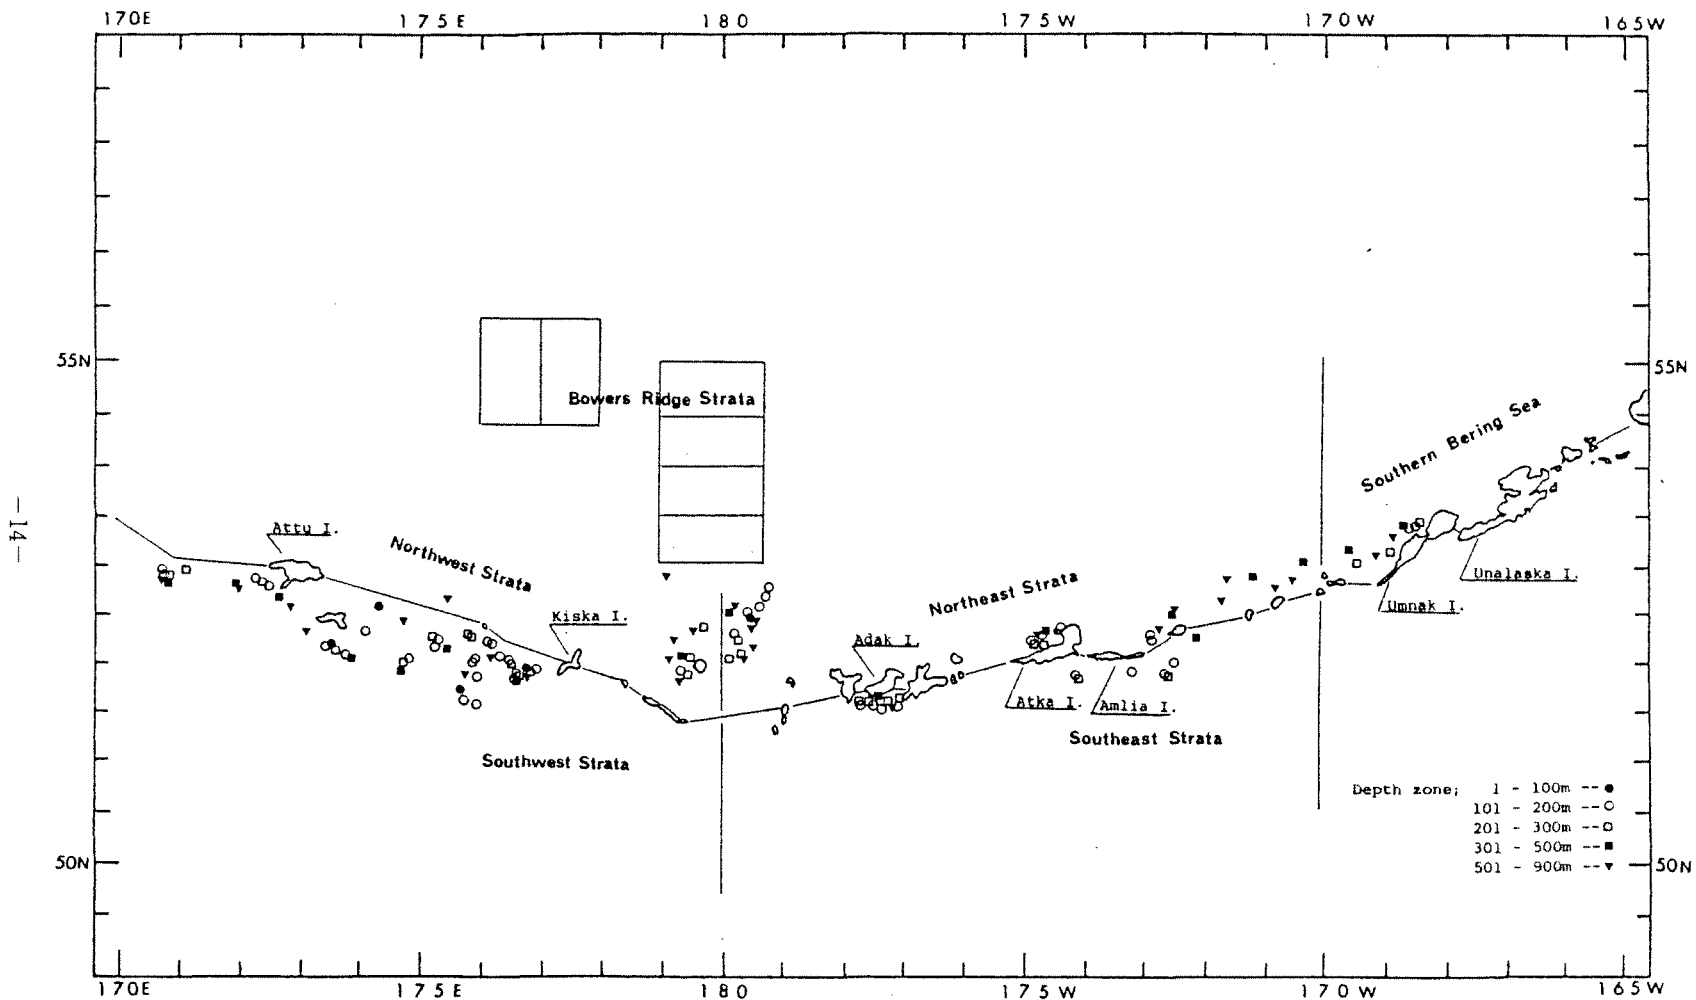 170E 175E 180 175W 170W 165W
55N 55N
Bowers Ridge Strata
Southern Bering Sea
-14-
Attu I.
Northwest Strata
Kiska I.
Northeast Strata
Adak I.
Unalaska I.
Umnak I.
Atka I. Amlia I.
Southeast Strata
Southwest Strata
Depth zone; 1 - 100m --
101 - 200m --
201 - 300m --
301 - 500m --
501 - 900m --
50N 50N
170E 175E 180 175W 170W 165W